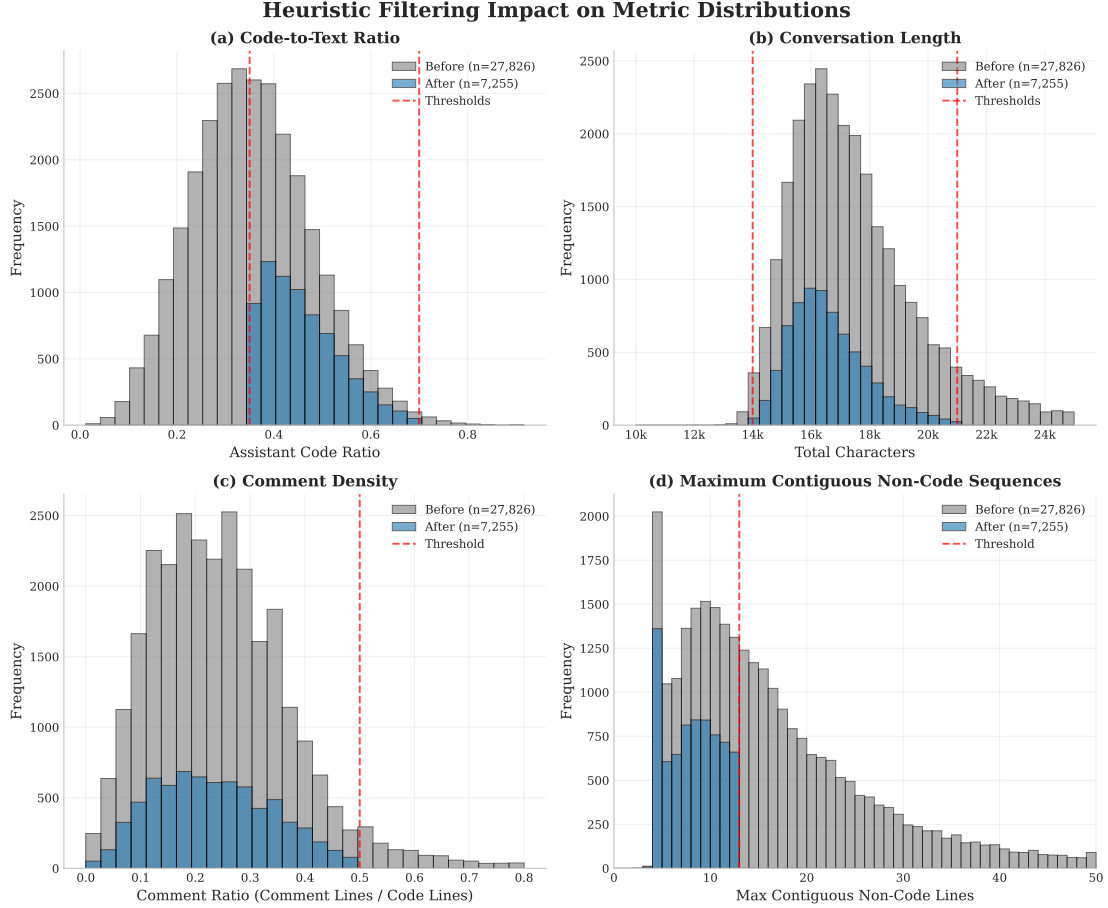 Heuristic Filtering Impact on Metric Distributions
(a) Code-to-Text Ratio
Before (n=27,826)
After (n=7,255)
Thresholds
Frequency
2500
2000
1500
1000
500
0
0.0 0.2 0.4 0.6 0.8
Assistant Code Ratio
(b) Conversation Length
Before (n=27,826)
After (n=7,255)
Thresholds
Frequency
2500
2000
1500
1000
500
0
10k 12k 14k 16k 18k 20k 22k 24k
Total Characters
(c) Comment Density
Before (n=27,826)
After (n=7,255)
Threshold
Frequency
2500
2000
1500
1000
500
0
0.0 0.1 0.2 0.3 0.4 0.5 0.6 0.7 0.8
Comment Ratio (Comment Lines / Code Lines)
(d) Maximum Contiguous Non-Code Sequences
Before (n=27,826)
After (n=7,255)
Threshold
Frequency
2000
1750
1500
1250
1000
750
500
250
0
0 10 20 30 40 50
Max Contiguous Non-Code Lines